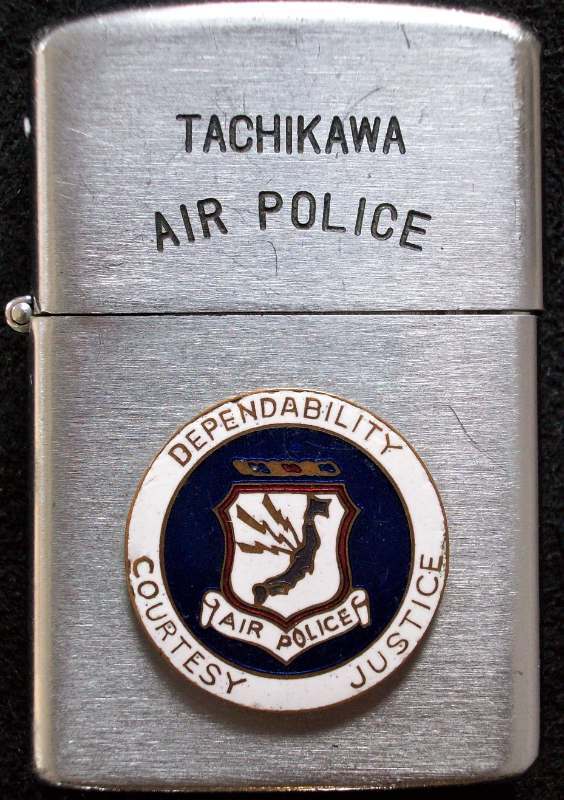 TACHIKAWA
AIR POLICE
DEPENDABILITY
COURTESY
JUSTICE
AIR POLICE